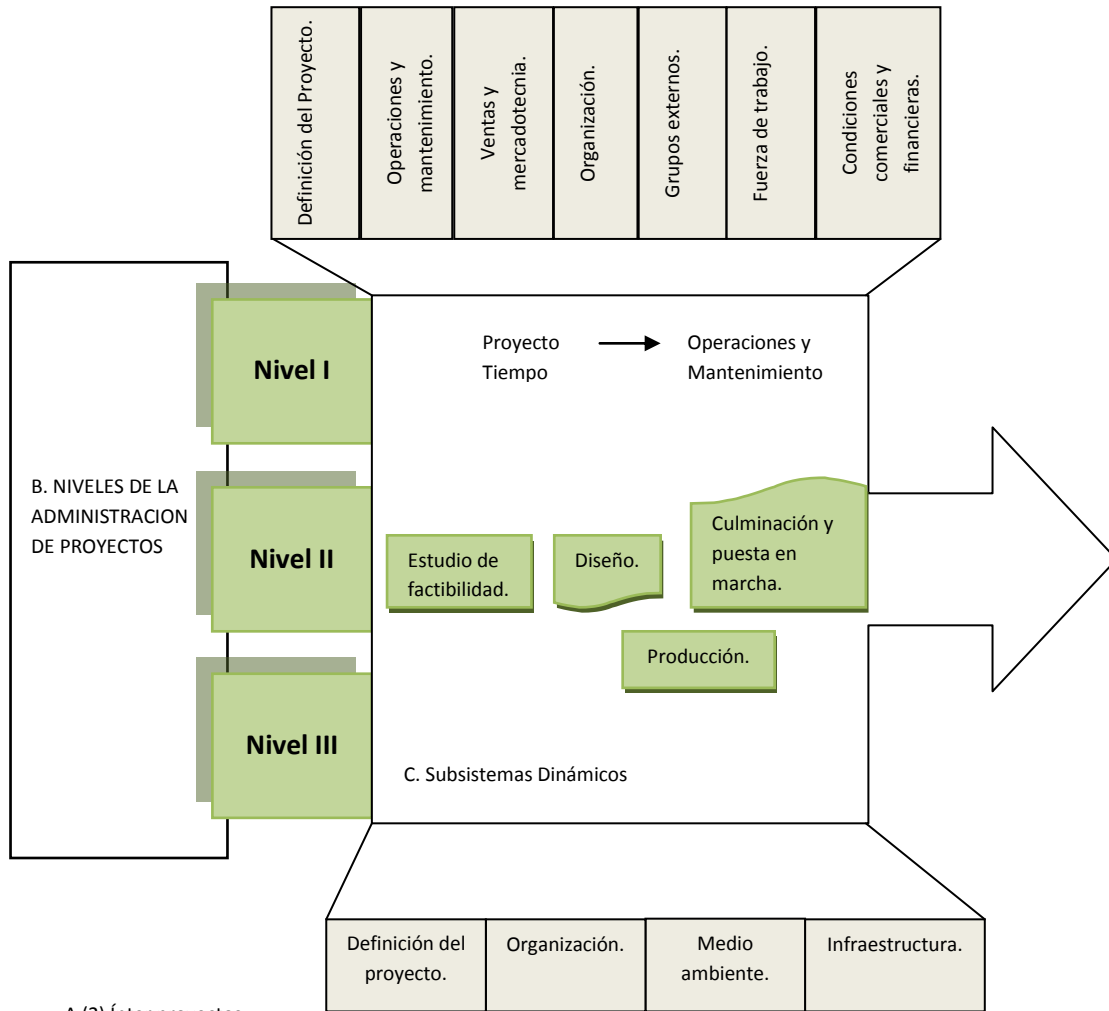 Definición del Proyecto.
Operaciones y
mantenimiento.
Ventas y
mercadotecnia.
Organización.
Grupos externos.
Fuerza de trabajo.
Condiciones
comerciales y
financieras.
Nivel I
Proyecto
Tiempo
Operaciones y
Mantenimiento
B. NIVELES DE LA
ADMINISTRACION
DE PROYECTOS
Nivel II
Estudio de
factibilidad.
Diseño.
Culminación y
puesta en
marcha.
Producción.
Nivel III
C. Subsistemas Dinámicos
Definición del
proyecto.
Organización.
Medio
ambiente.
Infraestructura.